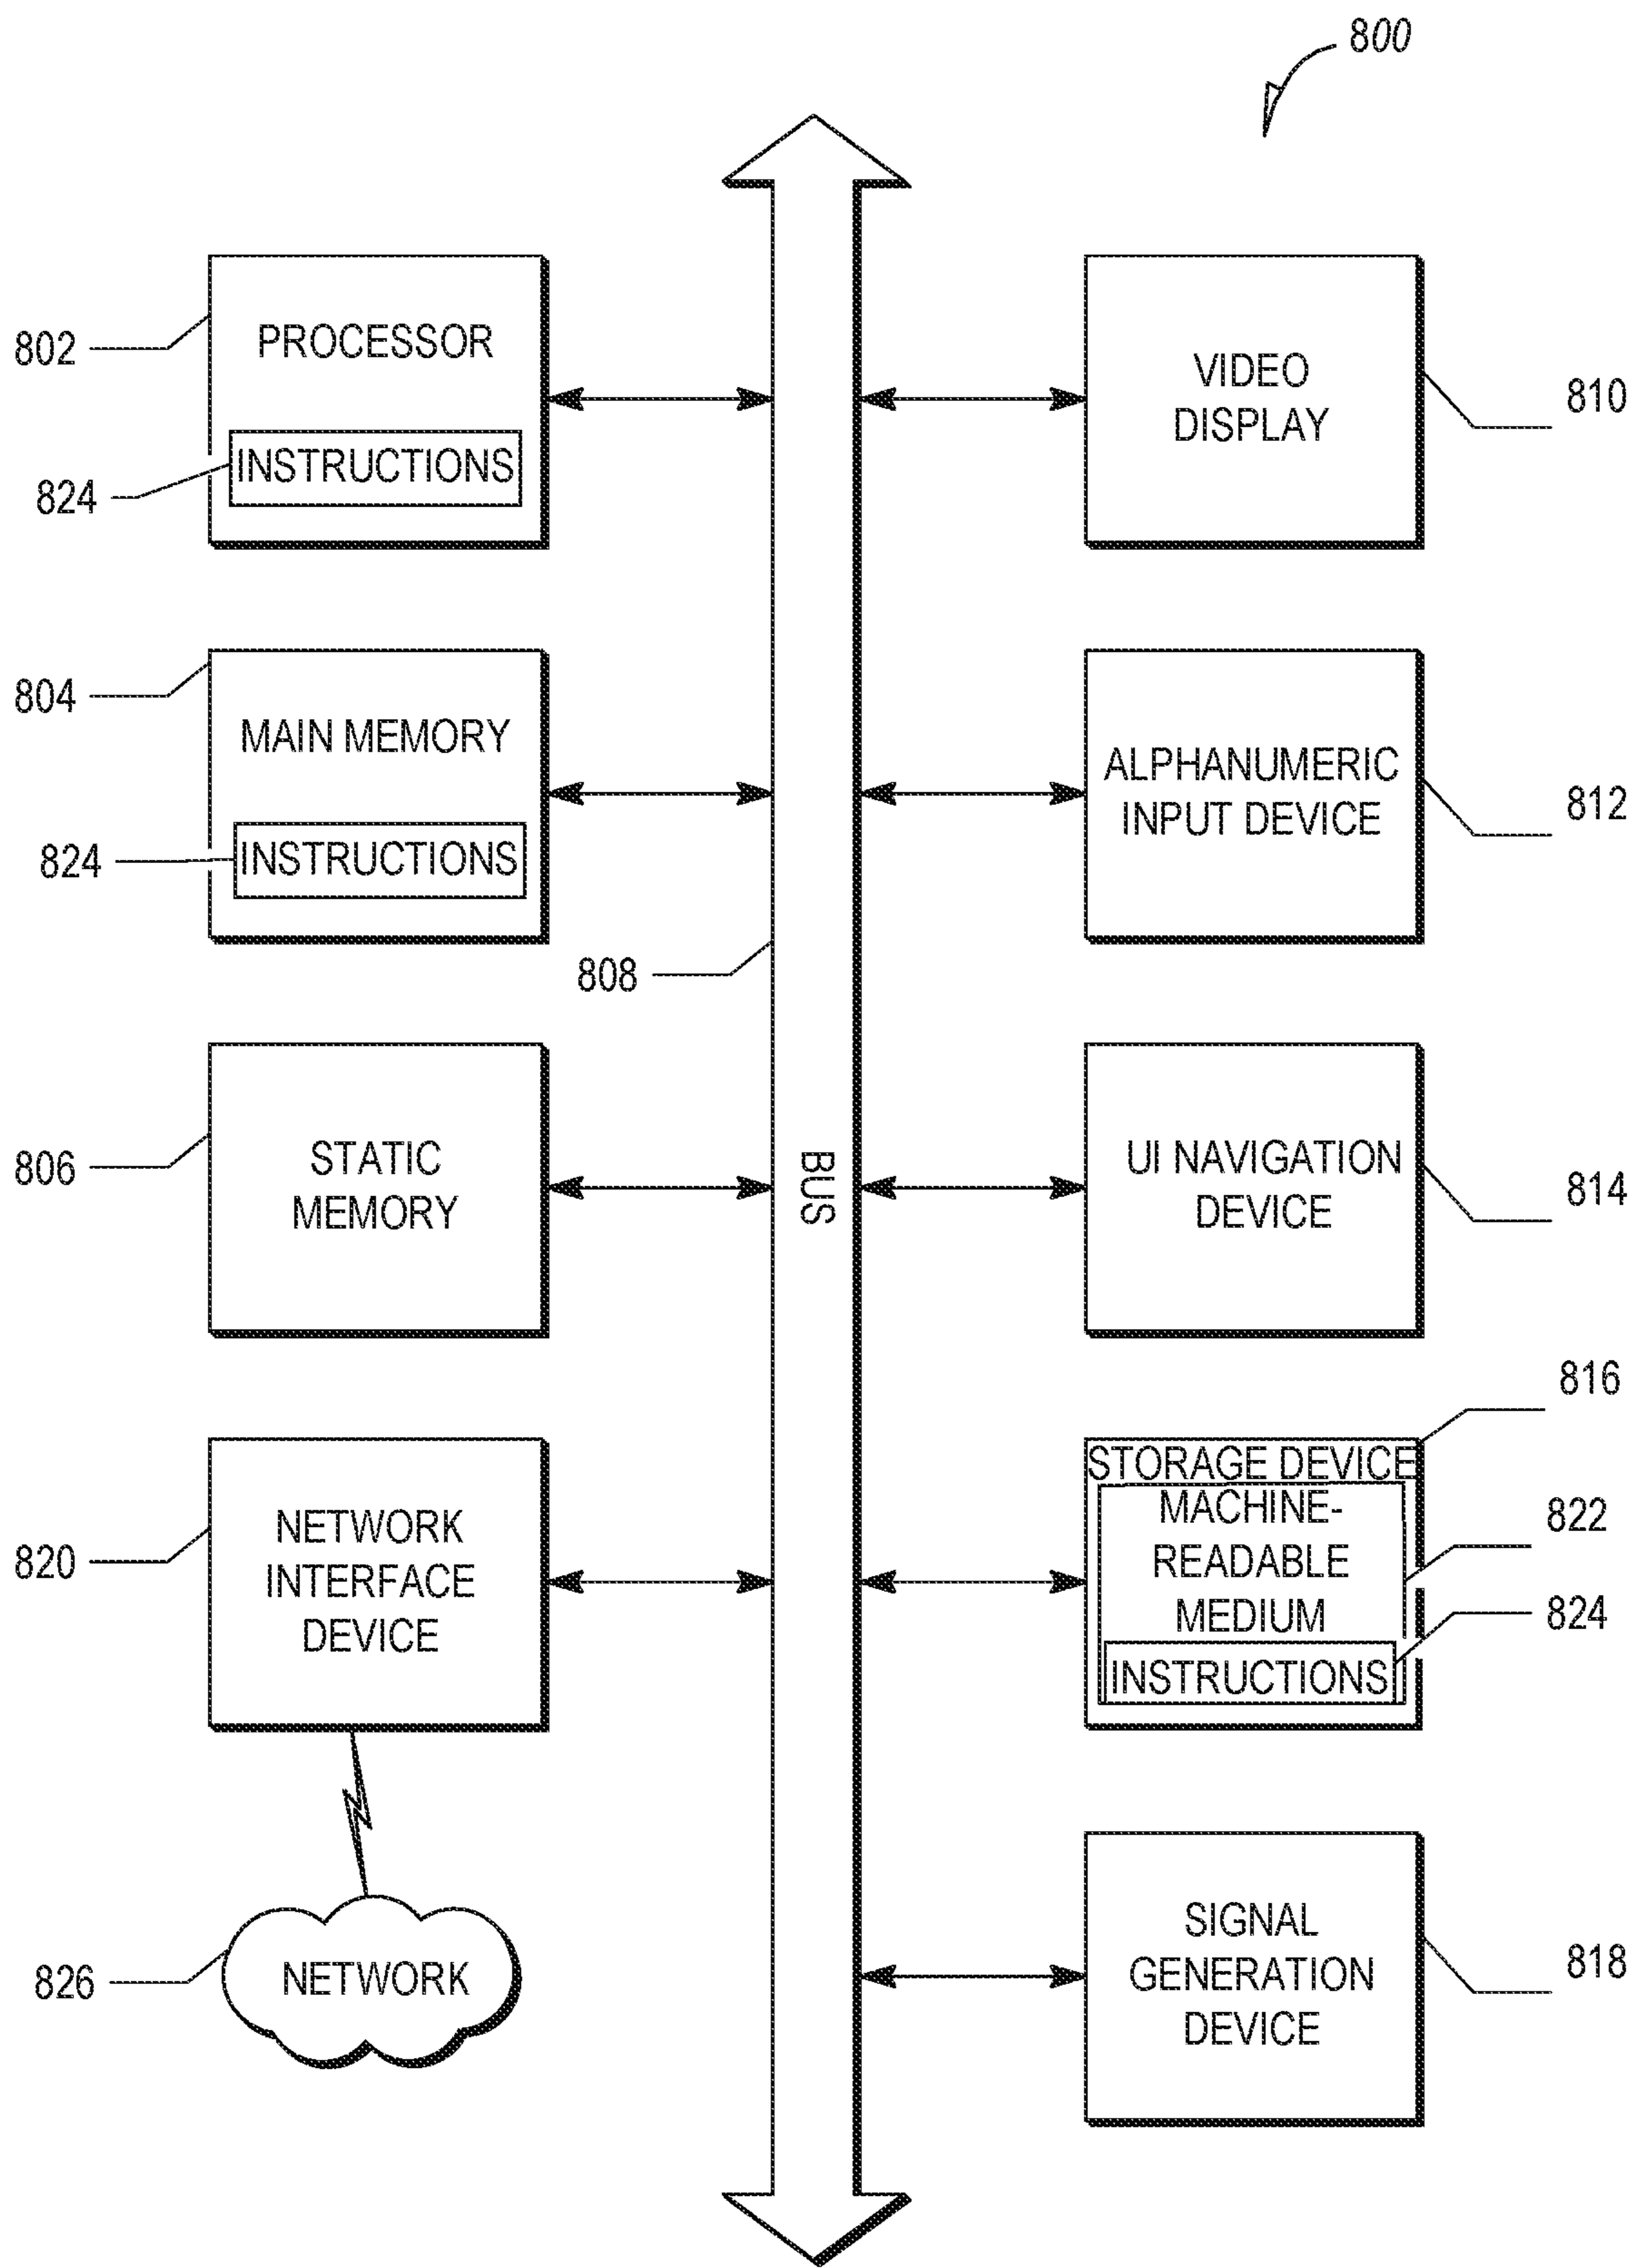 800
802
PROCESSOR
824
INSTRUCTIONS
804
MAIN MEMORY
824
INSTRUCTIONS
808
806
STATIC
MEMORY
820
NETWORK
INTERFACE
DEVICE
826
NETWORK
BUS
VIDEO
DISPLAY
810
ALPHANUMERIC
INPUT DEVICE
812
UI NAVIGATION
DEVICE
814
816
STORAGE DEVICE
MACHINE-
READABLE
MEDIUM
822
824
INSTRUCTIONS
SIGNAL
GENERATION
DEVICE
818